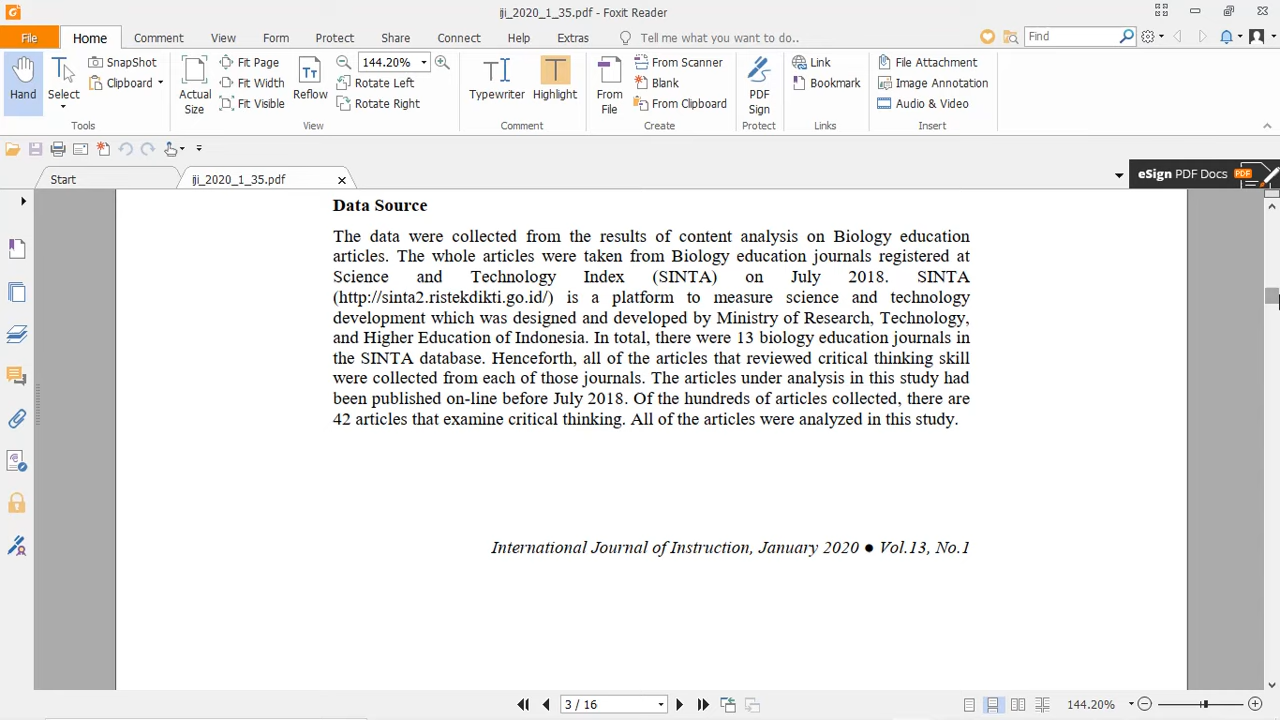 iji_2020_1_35.pdf - Foxit Reader
File Home Comment View Form Protect Share Connect Help Extras Tell me what you want to do.. Find
Hand
Select
SnapShot
Clipboard
Tools
Actual Size
Fit Page
Fit Width
Fit Visible
Reflow
144.20%
Rotate Left
Rotate Right
View
Typewriter
Highlight
Comment
From File
From Scanner
Blank
From Clipboard
Create
PDF Sign
Protect
Link
Bookmark
Links
File Attachment
Image Annotation
Audio & Video
Insert
Start
iji_2020_1_35.pdf
eSign PDF Docs PDF
Data Source
The data were collected from the results of content analysis on Biology education
articles. The whole articles were taken from Biology education journals registered at
Science and Technology Index (SINTA) on July 2018. SINTA
(http://sinta2.ristekdikti.go.id/) is a platform to measure science and technology
development which was designed and developed by Ministry of Research, Technology,
and Higher Education of Indonesia. In total, there were 13 biology education journals in
the SINTA database. Henceforth, all of the articles that reviewed critical thinking skill
were collected from each of those journals. The articles under analysis in this study had
been published on-line before July 2018. Of the hundreds of articles collected, there are
42 articles that examine critical thinking. All of the articles were analyzed in this study.
International Journal of Instruction, January 2020 ● Vol.13, No.1
3 / 16
144.20%